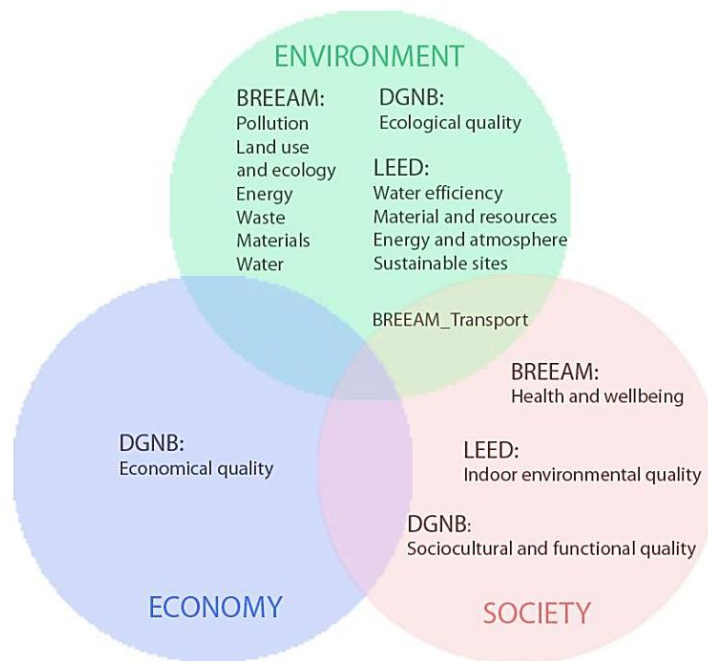 ENVIRONMENT
BREEAM:
Pollution
Land use
and ecology
Energy
Waste
Materials
Water
DGNB:
Ecological quality
LEED:
Water efficiency
Material and resources
Energy and atmosphere
Sustainable sites
BREEAM_Transport
BREEAM:
Health and wellbeing
LEED:
Indoor environmental quality
DGNB:
Sociocultural and functional quality
SOCIETY
DGNB:
Economical quality
ECONOMY